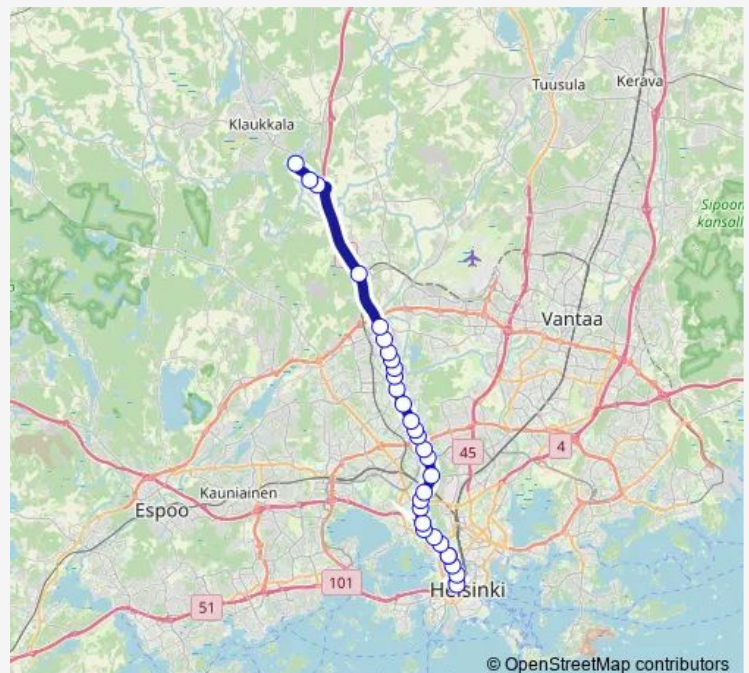 Tuusula
Kerava
Klaukkala
Sipoon
kansall
Vantaa
45
4
Kauniainen
Espoo
101
Helsinki
51
© OpenStreetMap contributors